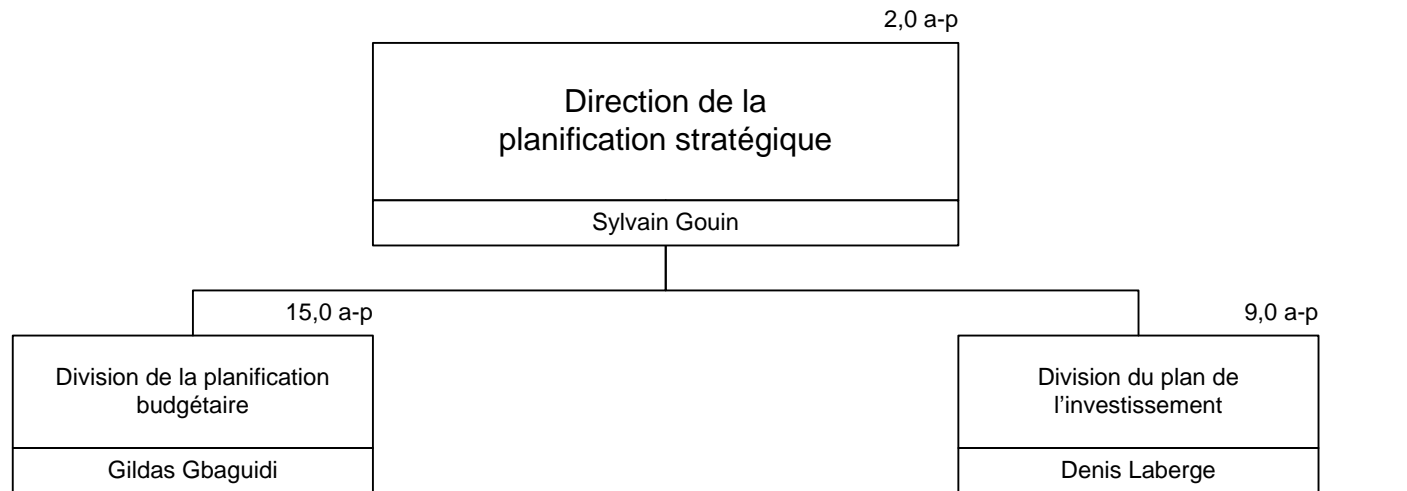 2,0 a-p
Direction de la
planification stratégique
Sylvain Gouin
15,0 a-p
Division de la planification
budgétaire
Gildas Gbaguidi
9,0 a-p
Division du plan de
l’investissement
Denis Laberge